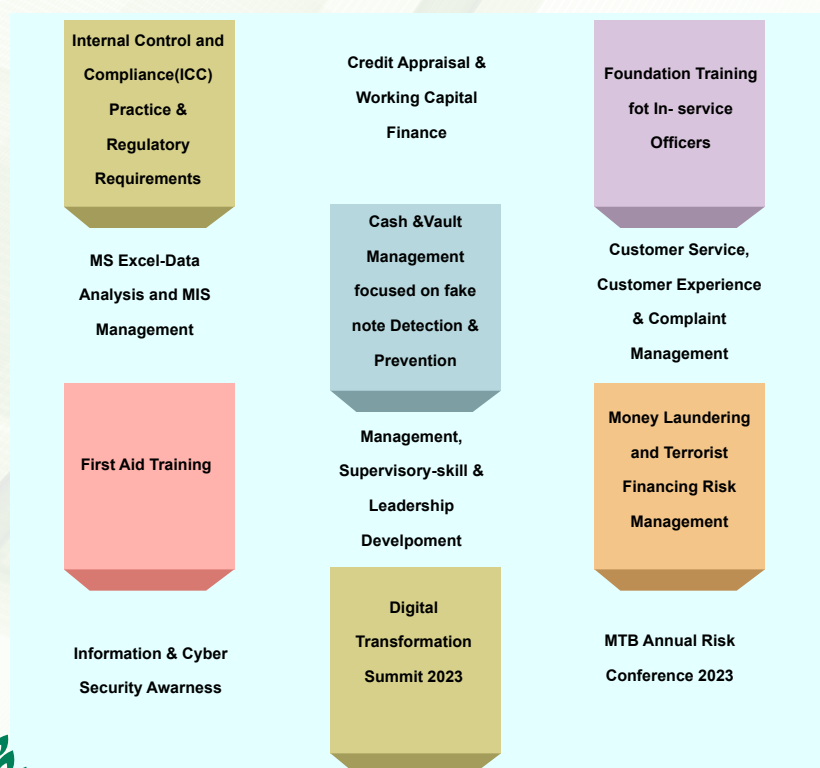 Internal Control and
Compliance(ICC)
Practice &
Regulatory
Requirements
Credit Appraisal &
Working Capital
Finance
Foundation Training
fot In- service
Officers
MS Excel-Data
Analysis and MIS
Management
Cash &Vault
Management
focused on fake
note Detection &
Prevention
Customer Service,
Customer Experience
& Complaint
Management
First Aid Training
Management,
Supervisory-skill &
Leadership
Develpoment
Money Laundering
and Terrorist
Financing Risk
Management
Information & Cyber
Security Awarness
Digital
Transformation
Summit 2023
MTB Annual Risk
Conference 2023